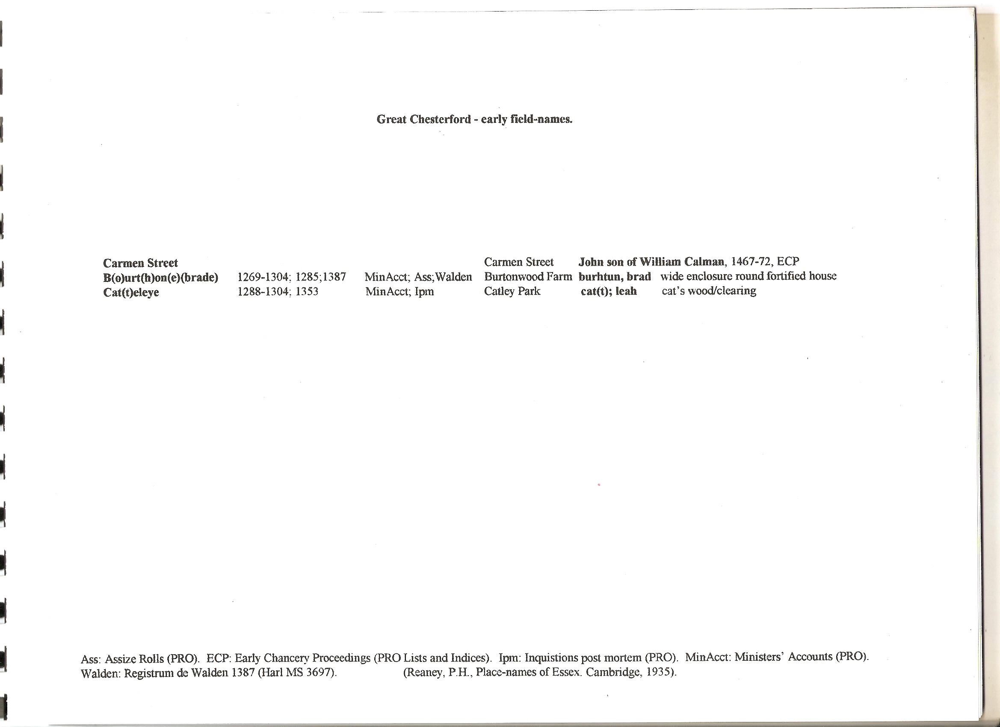 Great Chesterford - early field-names.
Carmen Street Carmen Street John son of William Calman, 1467-72, ECP
B(o)urt(h)on(e)(brade) 1269-1304; 1285;1387 MinAcct; Ass;Walden Burtonwood Farm burhtun, brad wide enclosure round fortified house
Cat(t)eleye 1288-1304; 1353 MinAcct; Ipm Catley Park cat(t); leah cat's wood/clearing
Ass: Assize Rolls (PRO). ECP: Early Chancery Proceedings (PRO Lists and Indices). Ipm: Inquistions post mortem (PRO). MinAcct: Ministers' Accounts (PRO).
Walden: Registrum de Walden 1387 (Harl MS 3697). (Reaney, P.H., Place-names of Essex. Cambridge, 1935).